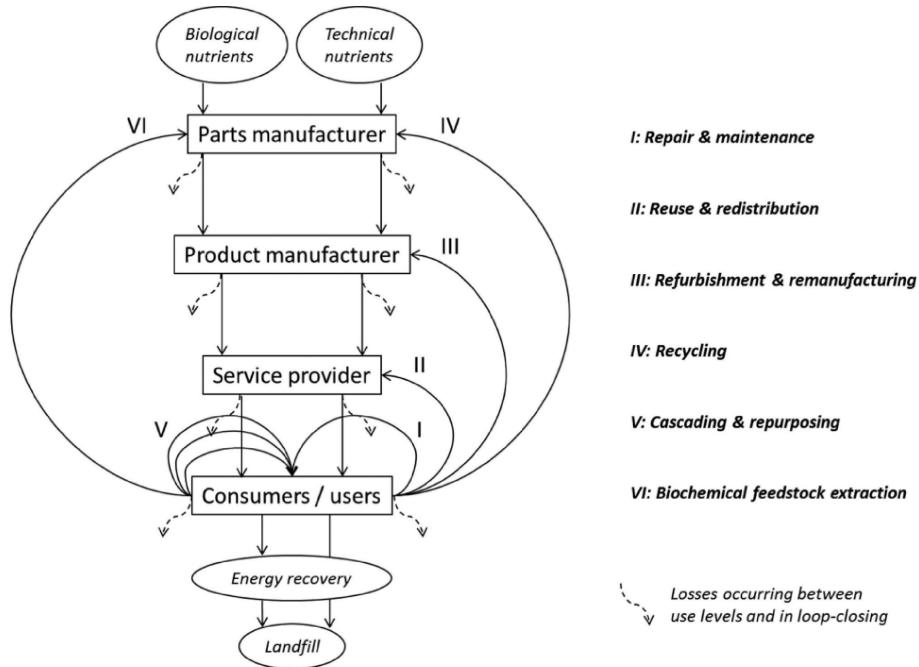 Biological
nutrients
Technical
nutrients
VI
Parts manufacturer
IV
Product manufacturer
III
Service provider
II
V
I
Consumers / users
Energy recovery
Landfill
I: Repair & maintenance
II: Reuse & redistribution
III: Refurbishment & remanufacturing
IV: Recycling
V: Cascading & repurposing
VI: Biochemical feedstock extraction
Losses occurring between
use levels and in loop-closing